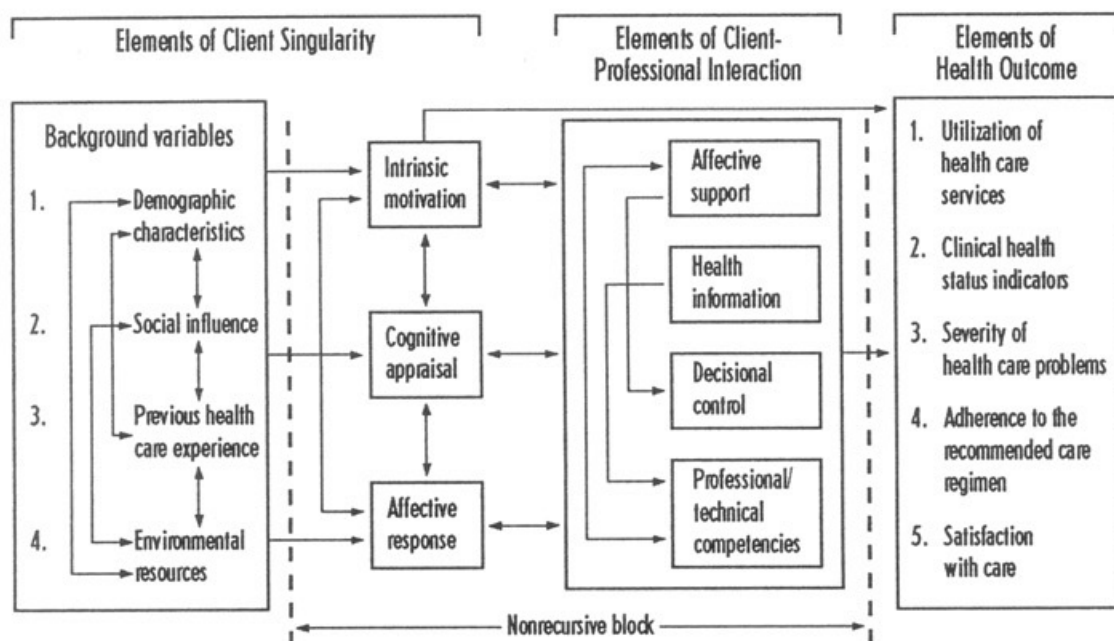 Elements of Client Singularity
Elements of Client-
Professional Interaction
Elements of
Health Outcome
Background variables
1. Demographic
characteristics
2. Social influence
3. Previous health
care experience
4. Environmental
resources
Intrinsic
motivation
Cognitive
appraisal
Affective
response
Affective
support
Health
information
Decisional
control
Professional/
technical
competencies
1. Utilization of
health care
services
2. Clinical health
status indicators
3. Severity of
health care problems
4. Adherence to the
recommended care
regimen
5. Satisfaction
with care
Nonrecursive block